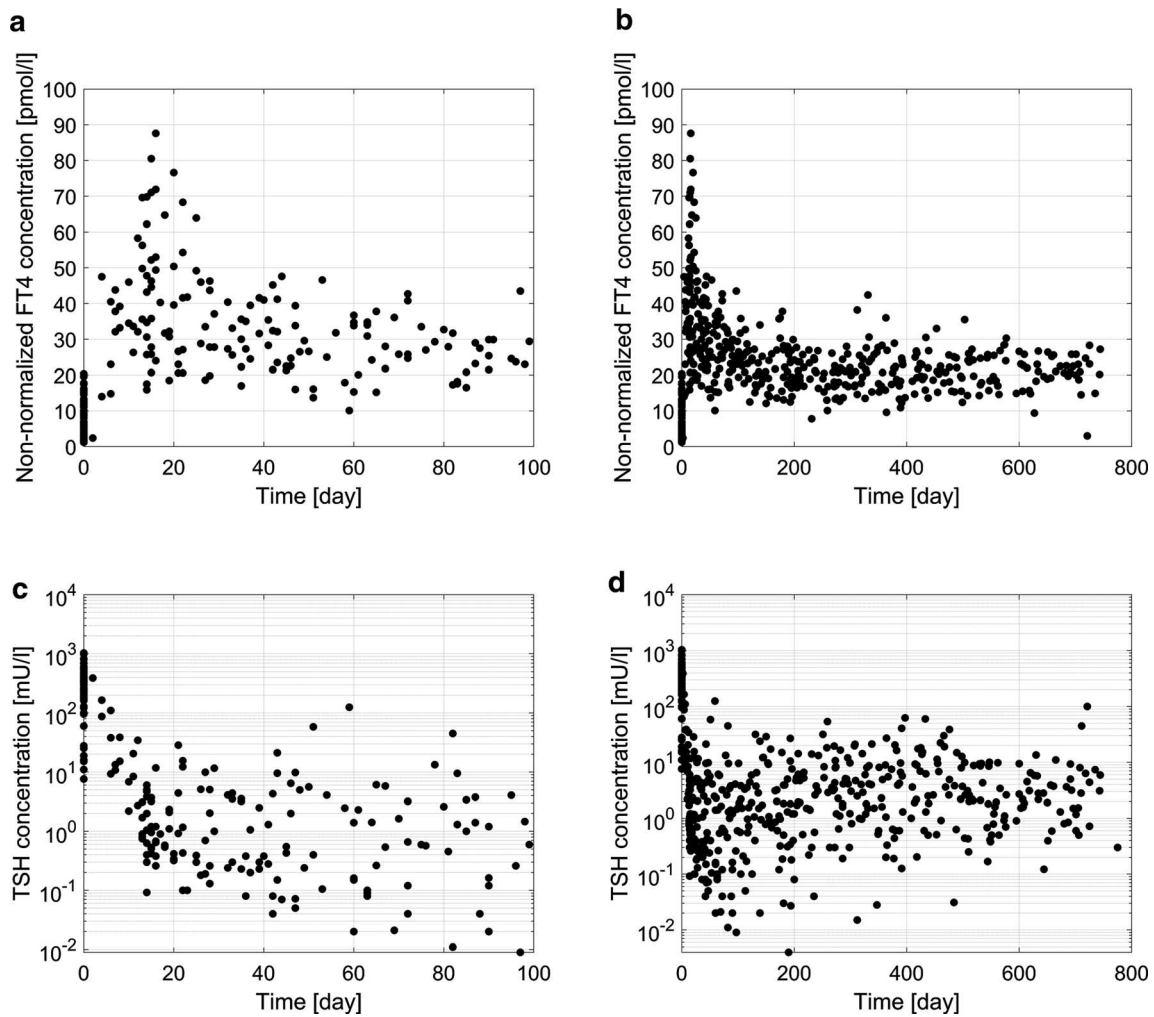 a
Non-normalized FT4 concentration [pmol/l]
100
90
80
70
60
50
40
30
20
10
0
0 20 40 60 80 100
Time [day]
b
Non-normalized FT4 concentration [pmol/l]
100
90
80
70
60
50
40
30
20
10
0
0 200 400 600 800
Time [day]
c
TSH concentration [mU/l]
10^4
10^3
10^2
10^1
10^0
10^-1
10^-2
0 20 40 60 80 100
Time [day]
d
TSH concentration [mU/l]
10^4
10^3
10^2
10^1
10^0
10^-1
10^-2
0 200 400 600 800
Time [day]